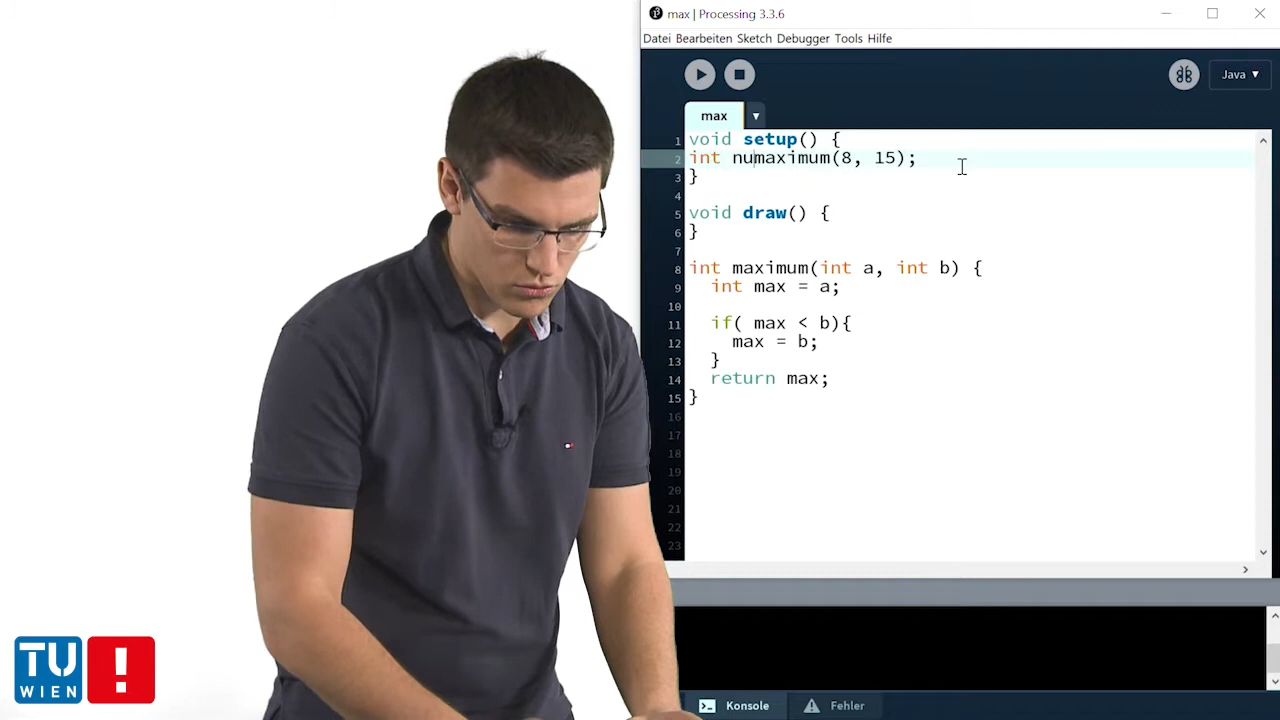 max | Processing 3.3.6
Datei Bearbeiten Sketch Debugger Tools Hilfe
Java ▾
max
1 void setup() {
2 int numaximum(8, 15);
3 }
4
5 void draw() {
6 }
7
8 int maximum(int a, int b) {
9   int max = a;
10
11   if( max < b){
12     max = b;
13   }
14   return max;
15 }
16
17
18
19
20
21
22
23
TU
WIEN
!
Konsole
Fehler